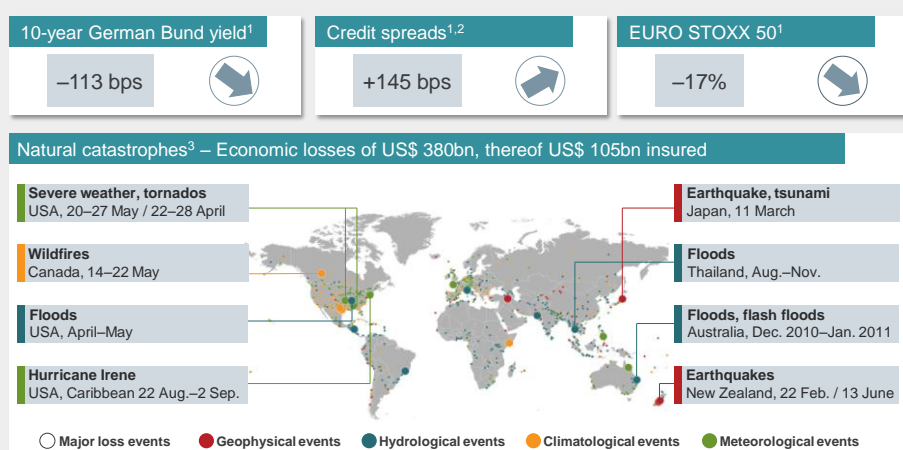 10-year German Bund yield1
Credit spreads1,2
EURO STOXX 501
–113 bps
+145 bps
–17%
Natural catastrophes3 – Economic losses of US$ 380bn, thereof US$ 105bn insured
Severe weather, tornados
USA, 20–27 May / 22–28 April
Wildfires
Canada, 14–22 May
Floods
USA, April–May
Hurricane Irene
USA, Caribbean 22 Aug.–2 Sep.
Earthquake, tsunami
Japan, 11 March
Floods
Thailand, Aug.–Nov.
Floods, flash floods
Australia, Dec. 2010–Jan. 2011
Earthquakes
New Zealand, 22 Feb. / 13 June
Major loss events
Geophysical events
Hydrological events
Climatological events
Meteorological events